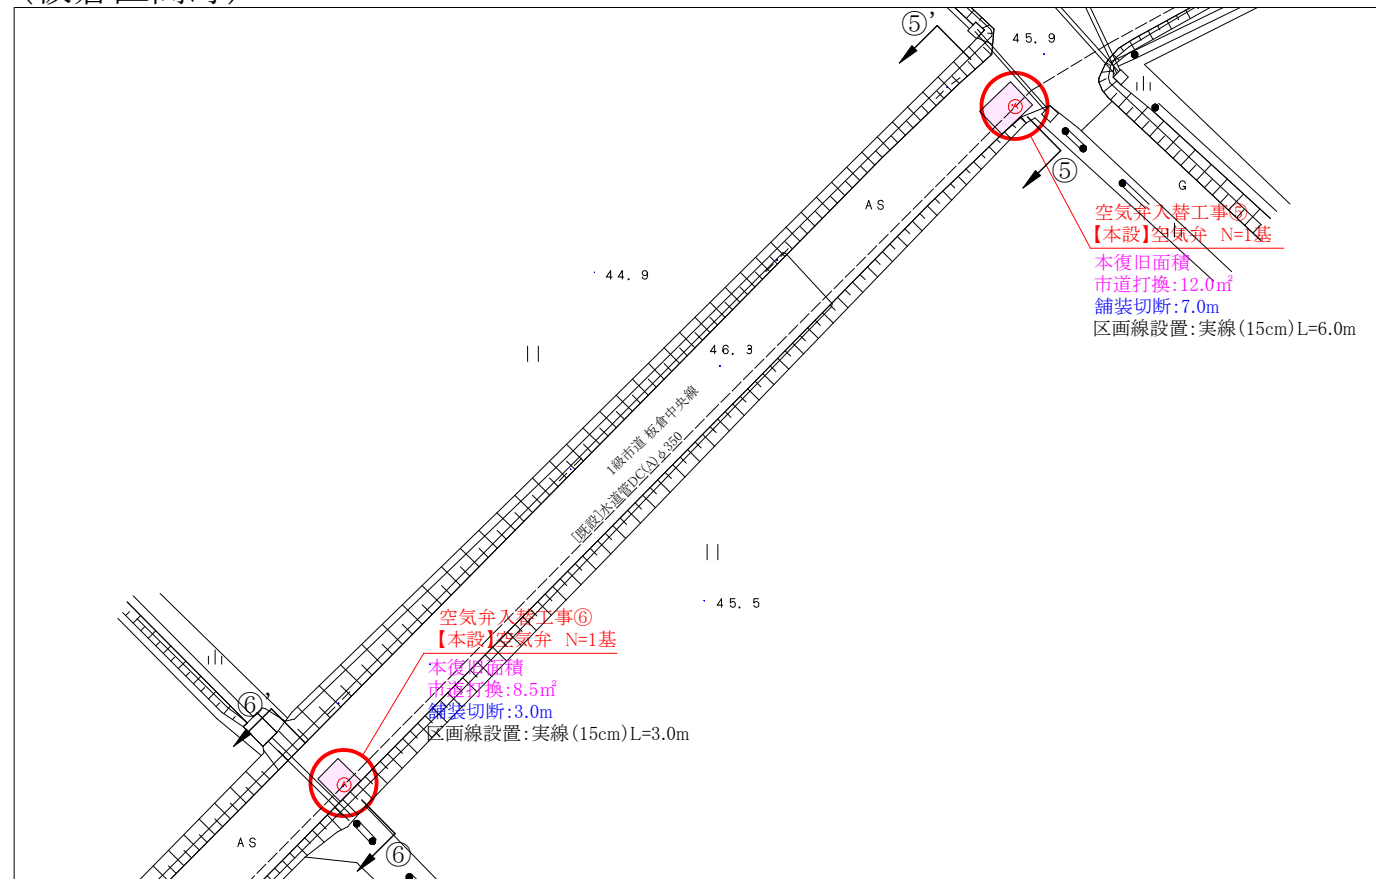 ⑤'
45.9
⑤
G
AS
空気弁入替工事⑤
【本設】空気弁 N=1基
本復旧面積
市道打換:12.0㎡
舗装切断:7.0m
区画線設置:実線(15cm)L=6.0m
44.9
46.3
1級市道 板倉中央線
[既設]水道管DC(A)φ350
45.5
空気弁入替工事⑥
【本設】空気弁 N=1基
本復旧面積
市道打換:8.5㎡
舗装切断:3.0m
区画線設置:実線(15cm)L=3.0m
⑥'
AS
⑥